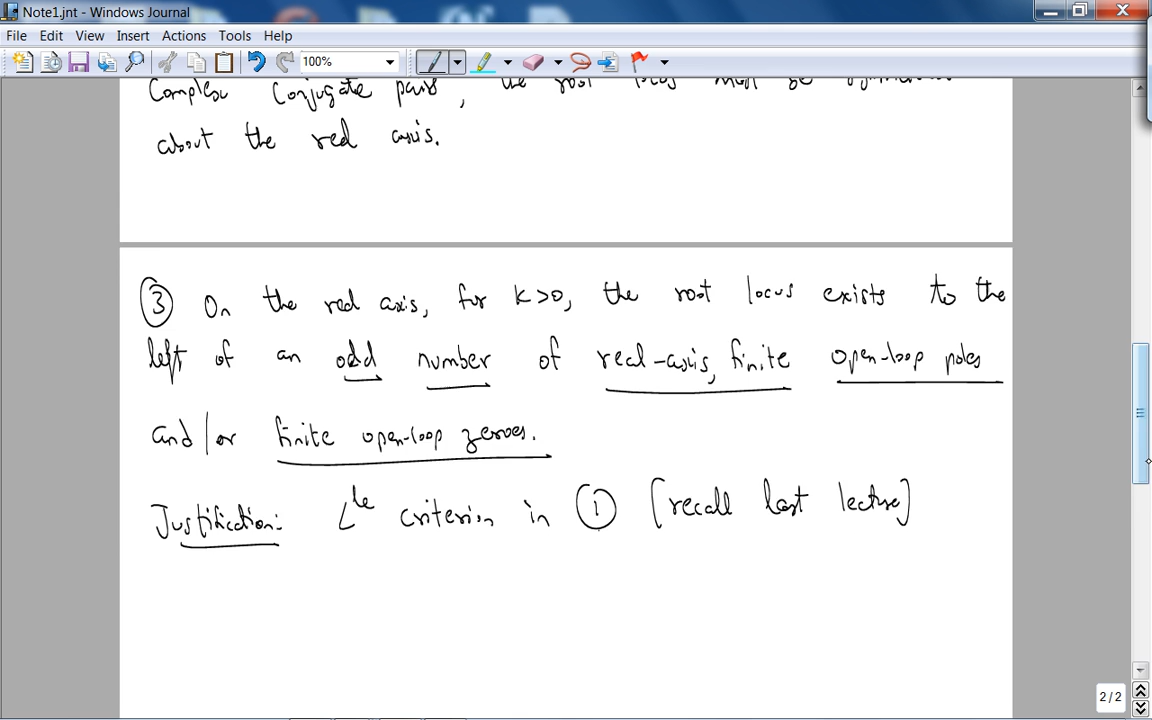 Note1.jnt - Windows Journal
File Edit View Insert Actions Tools Help
100%
Complex Conjugate pairs, the root locus must be
about the real axis.
③ On the real axis, for K>0, the root locus exists to the
left of an odd number of real-axis, finite open-loop poles
and/or finite open-loop zeroes.
Justification: ∠le criterion in ① [recall last lecture]
2/2